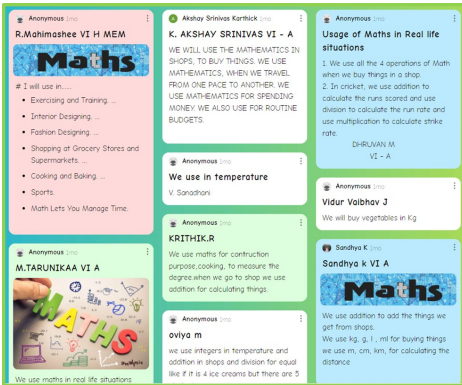 Anonymous 1mo
R.Mahimashee VI H MEM
Maths
# I will use in.....
Exercising and Training. ...
Interior Designing. ...
Fashion Designing. ...
Shopping at Grocery Stores and
Supermarkets. ...
Cooking and Baking. ...
Sports.
Math Lets You Manage Time.
Anonymous 1mo
M.TARUNIKAA VI A
MATHS
We use maths in real life situations
Akshay Srinivas Karthick 1mo
K. AKSHAY SRINIVAS VI - A
WE WILL USE THE MATHEMATICS IN
SHOPS, TO BUY THINGS. WE USE
MATHEMATICS, WHEN WE TRAVEL
FROM ONE PACE TO ANOTHER. WE
USE MATHEMATICS FOR SPENDING
MONEY. WE ALSO USE FOR ROUTINE
BUDGETS.
Anonymous 1mo
We use in temperature
V. Sanadhani
Anonymous 1mo
KRITHIK.R
We use maths for contruction
purpose,cooking, to measure the
degree.when we go to shop we use
addition for calculating things.
Anonymous 1mo
oviya m
we use integers in temperature and
addition in shops and division for equal
like if it is 4 ice creams but there are 5
Anonymous 1mo
Usage of Maths in Real life
situations
1. We use all the 4 operations of Math
when we buy things in a shop.
2. In cricket, we use addition to
calculate the runs scored and use
division to calculate the run rate and
use multiplication to calculate strike
rate.
DHRUVAN M
VI - A
Anonymous 1mo
Vidur Vaibhav J
We will buy vegetables in Kg
Sandhya K 1mo
Sandhya k VI A
Maths
We use addition to add the things we
get from shops.
We use kg, g, l , ml for buying things
we use m, cm, km, for calculating the
distance